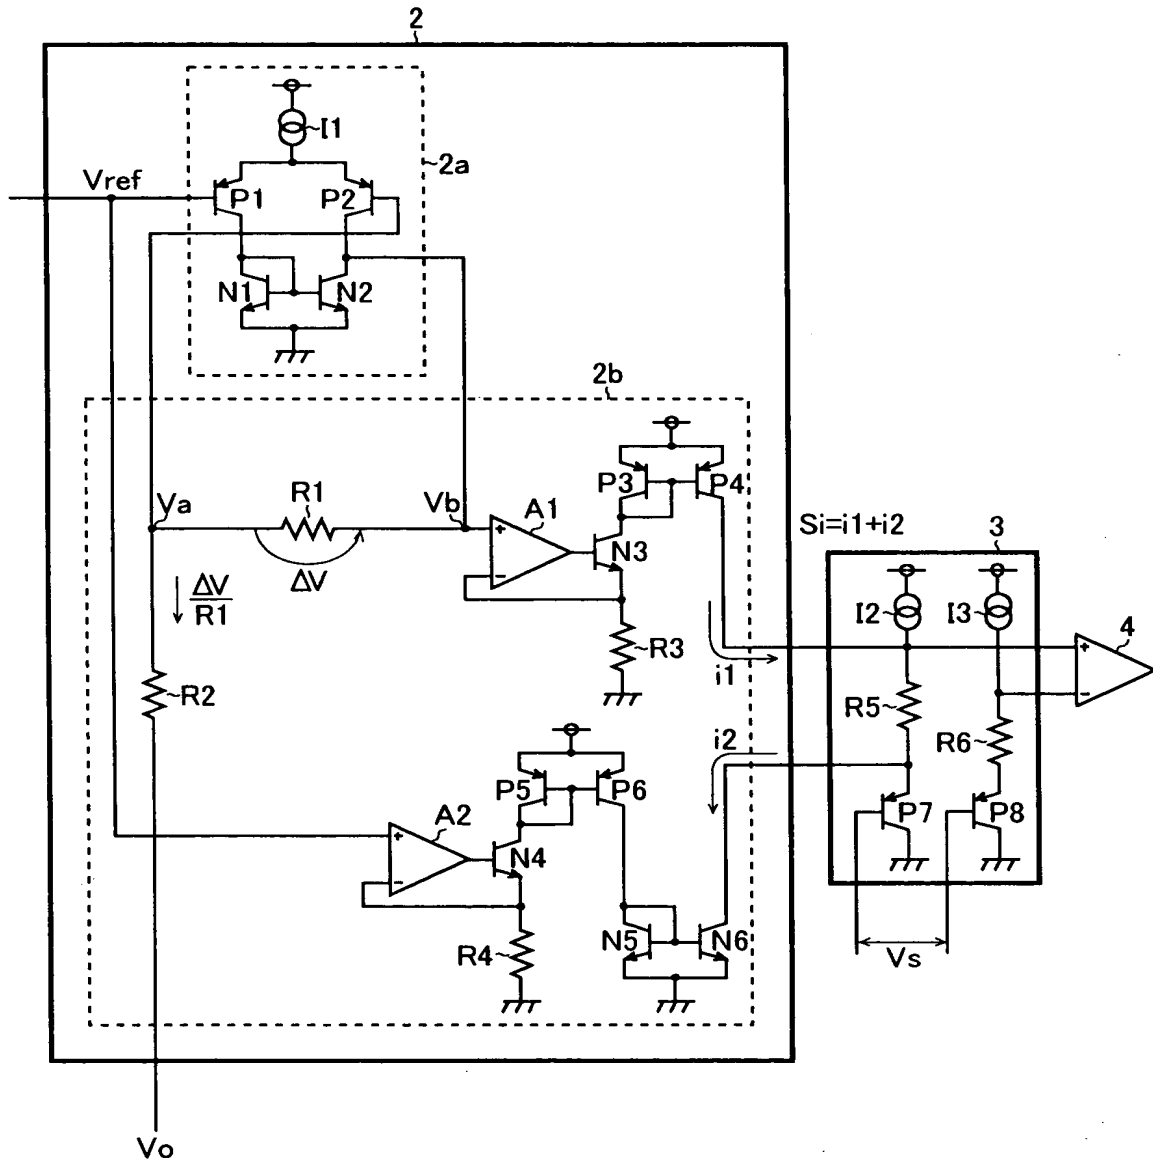 2
I1
2a
Vref
P1
P2
N1
N2
2b
P3
P4
Va
R1
Vb
A1
Si=i1+i2
3
ΔV
N3
ΔV
R1
I2
I3
4
+
-
R3
+
-
i1
R2
R5
i2
R6
P5
P6
P7
P8
A2
+
-
N4
R4
N5
N6
Vs
Vo